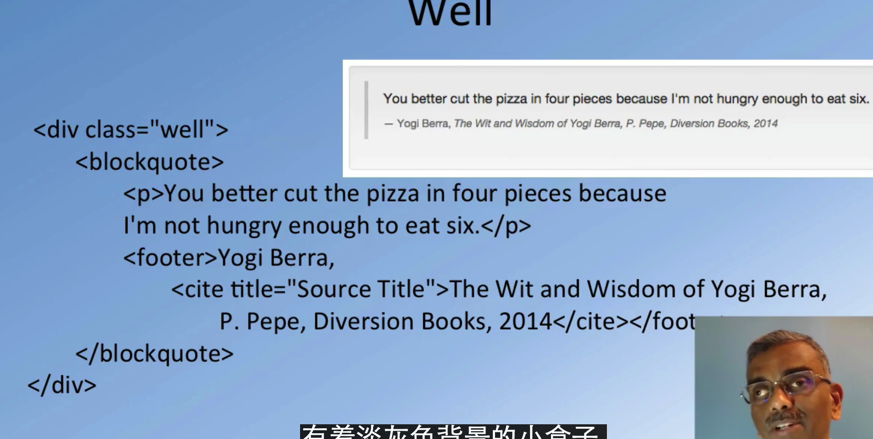 Well
You better cut the pizza in four pieces because I'm not hungry enough to eat six.
— Yogi Berra, The Wit and Wisdom of Yogi Berra, P. Pepe, Diversion Books, 2014
<div class="well">
<blockquote>
<p>You better cut the pizza in four pieces because
I'm not hungry enough to eat six.</p>
<footer>Yogi Berra,
<cite title="Source Title">The Wit and Wisdom of Yogi Berra,
P. Pepe, Diversion Books, 2014</cite></foot
</blockquote>
</div>
有着淡灰色背景的小盒子